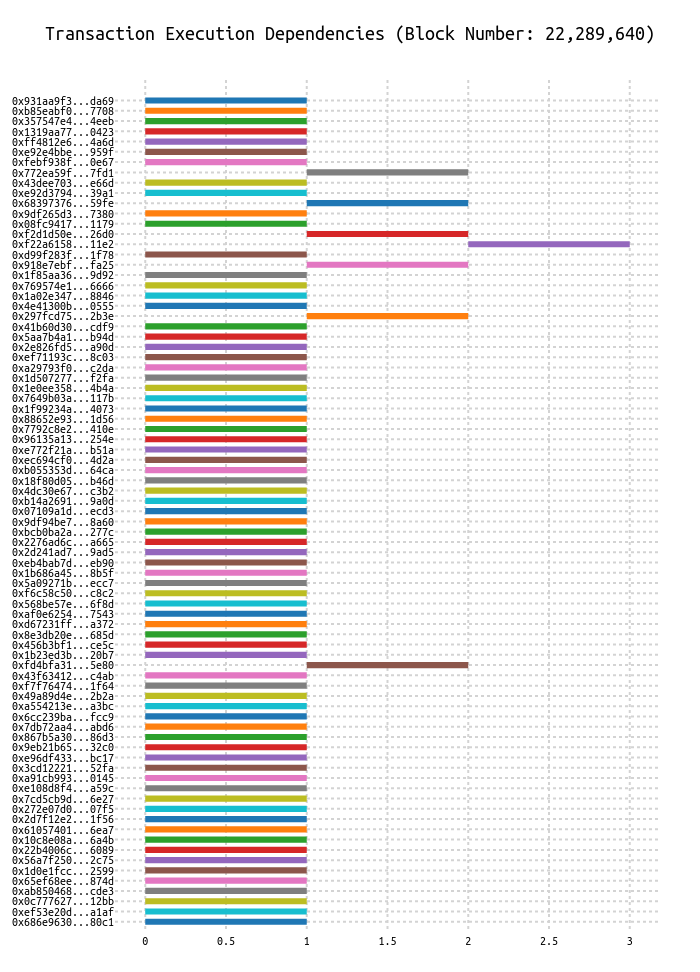 Transaction Execution Dependencies (Block Number: 22,289,640)
0x931aa9f3...da69
0xb85eabf0...7708
0x357547e4...4eeb
0x1319aa77...0423
0xff4812e6...4a6d
0xe92e4bbe...959f
0xfebf938f...0e67
0x772ea59f...7fd1
0x43dee703...e66d
0xe92d3794...39a1
0x68397376...59fe
0x9df265d3...7380
0x08fc9417...1179
0xf2d1d50e...26d0
0xf22a6158...11e2
0xd99f283f...1f78
0x918e7ebf...fa25
0x1f85aa36...9d92
0x769574e1...6666
0x1a02e347...8846
0x4e41300b...0555
0x297fcd75...2b3e
0x41b60d30...cdf9
0x5aa7b4a1...b94d
0x2e826fd5...a90d
0xef71193c...8c03
0xa29793f0...c2da
0x1d507277...f2fa
0x1e0ee358...4b4a
0x7649b03a...117b
0x1f99234a...4073
0x88652e93...1d56
0x7792c8e2...410e
0x96135a13...254e
0xe772f21a...b51a
0xec694cf0...4d2a
0xb055353d...64ca
0x18f80d05...b46d
0x4dc30e67...c3b2
0xb14a2691...9a0d
0x07109a1d...ecd3
0x9df94be7...8a60
0xbcb0ba2a...277c
0x2276ad6c...a665
0x2d241ad7...9ad5
0xeb4bab7d...eb90
0x1b686a45...8b5f
0x5a09271b...ecc7
0xf6c58c50...c8c2
0x568be57e...6f8d
0xaf0e6254...7543
0xd67231ff...a372
0x8e3db20e...685d
0x456b3bf1...ce5c
0x1b23ed3b...20b7
0xfd4bfa31...5e80
0x43f63412...c4ab
0xf7f76474...1f64
0x49a89d4e...2b2a
0xa554213e...a3bc
0x6cc239ba...fcc9
0x7db72aa4...abd6
0x867b5a30...86d3
0x9eb21b65...32c0
0xe96df433...bc17
0x3cd12221...52fa
0xa91cb993...0145
0xe108d8f4...a59c
0x7cd5cb9d...6e27
0x272e07d0...07f5
0x2d7f12e2...1f56
0x61057401...6ea7
0x10c8e08a...6a4b
0x22b4006c...6089
0x56a7f250...2c75
0x1d0e1fcc...2599
0x65ef68ee...874d
0xab850468...cde3
0x0c777627...12bb
0xef53e20d...a1af
0x686e9630...80c1
0 0.5 1 1.5 2 2.5 3